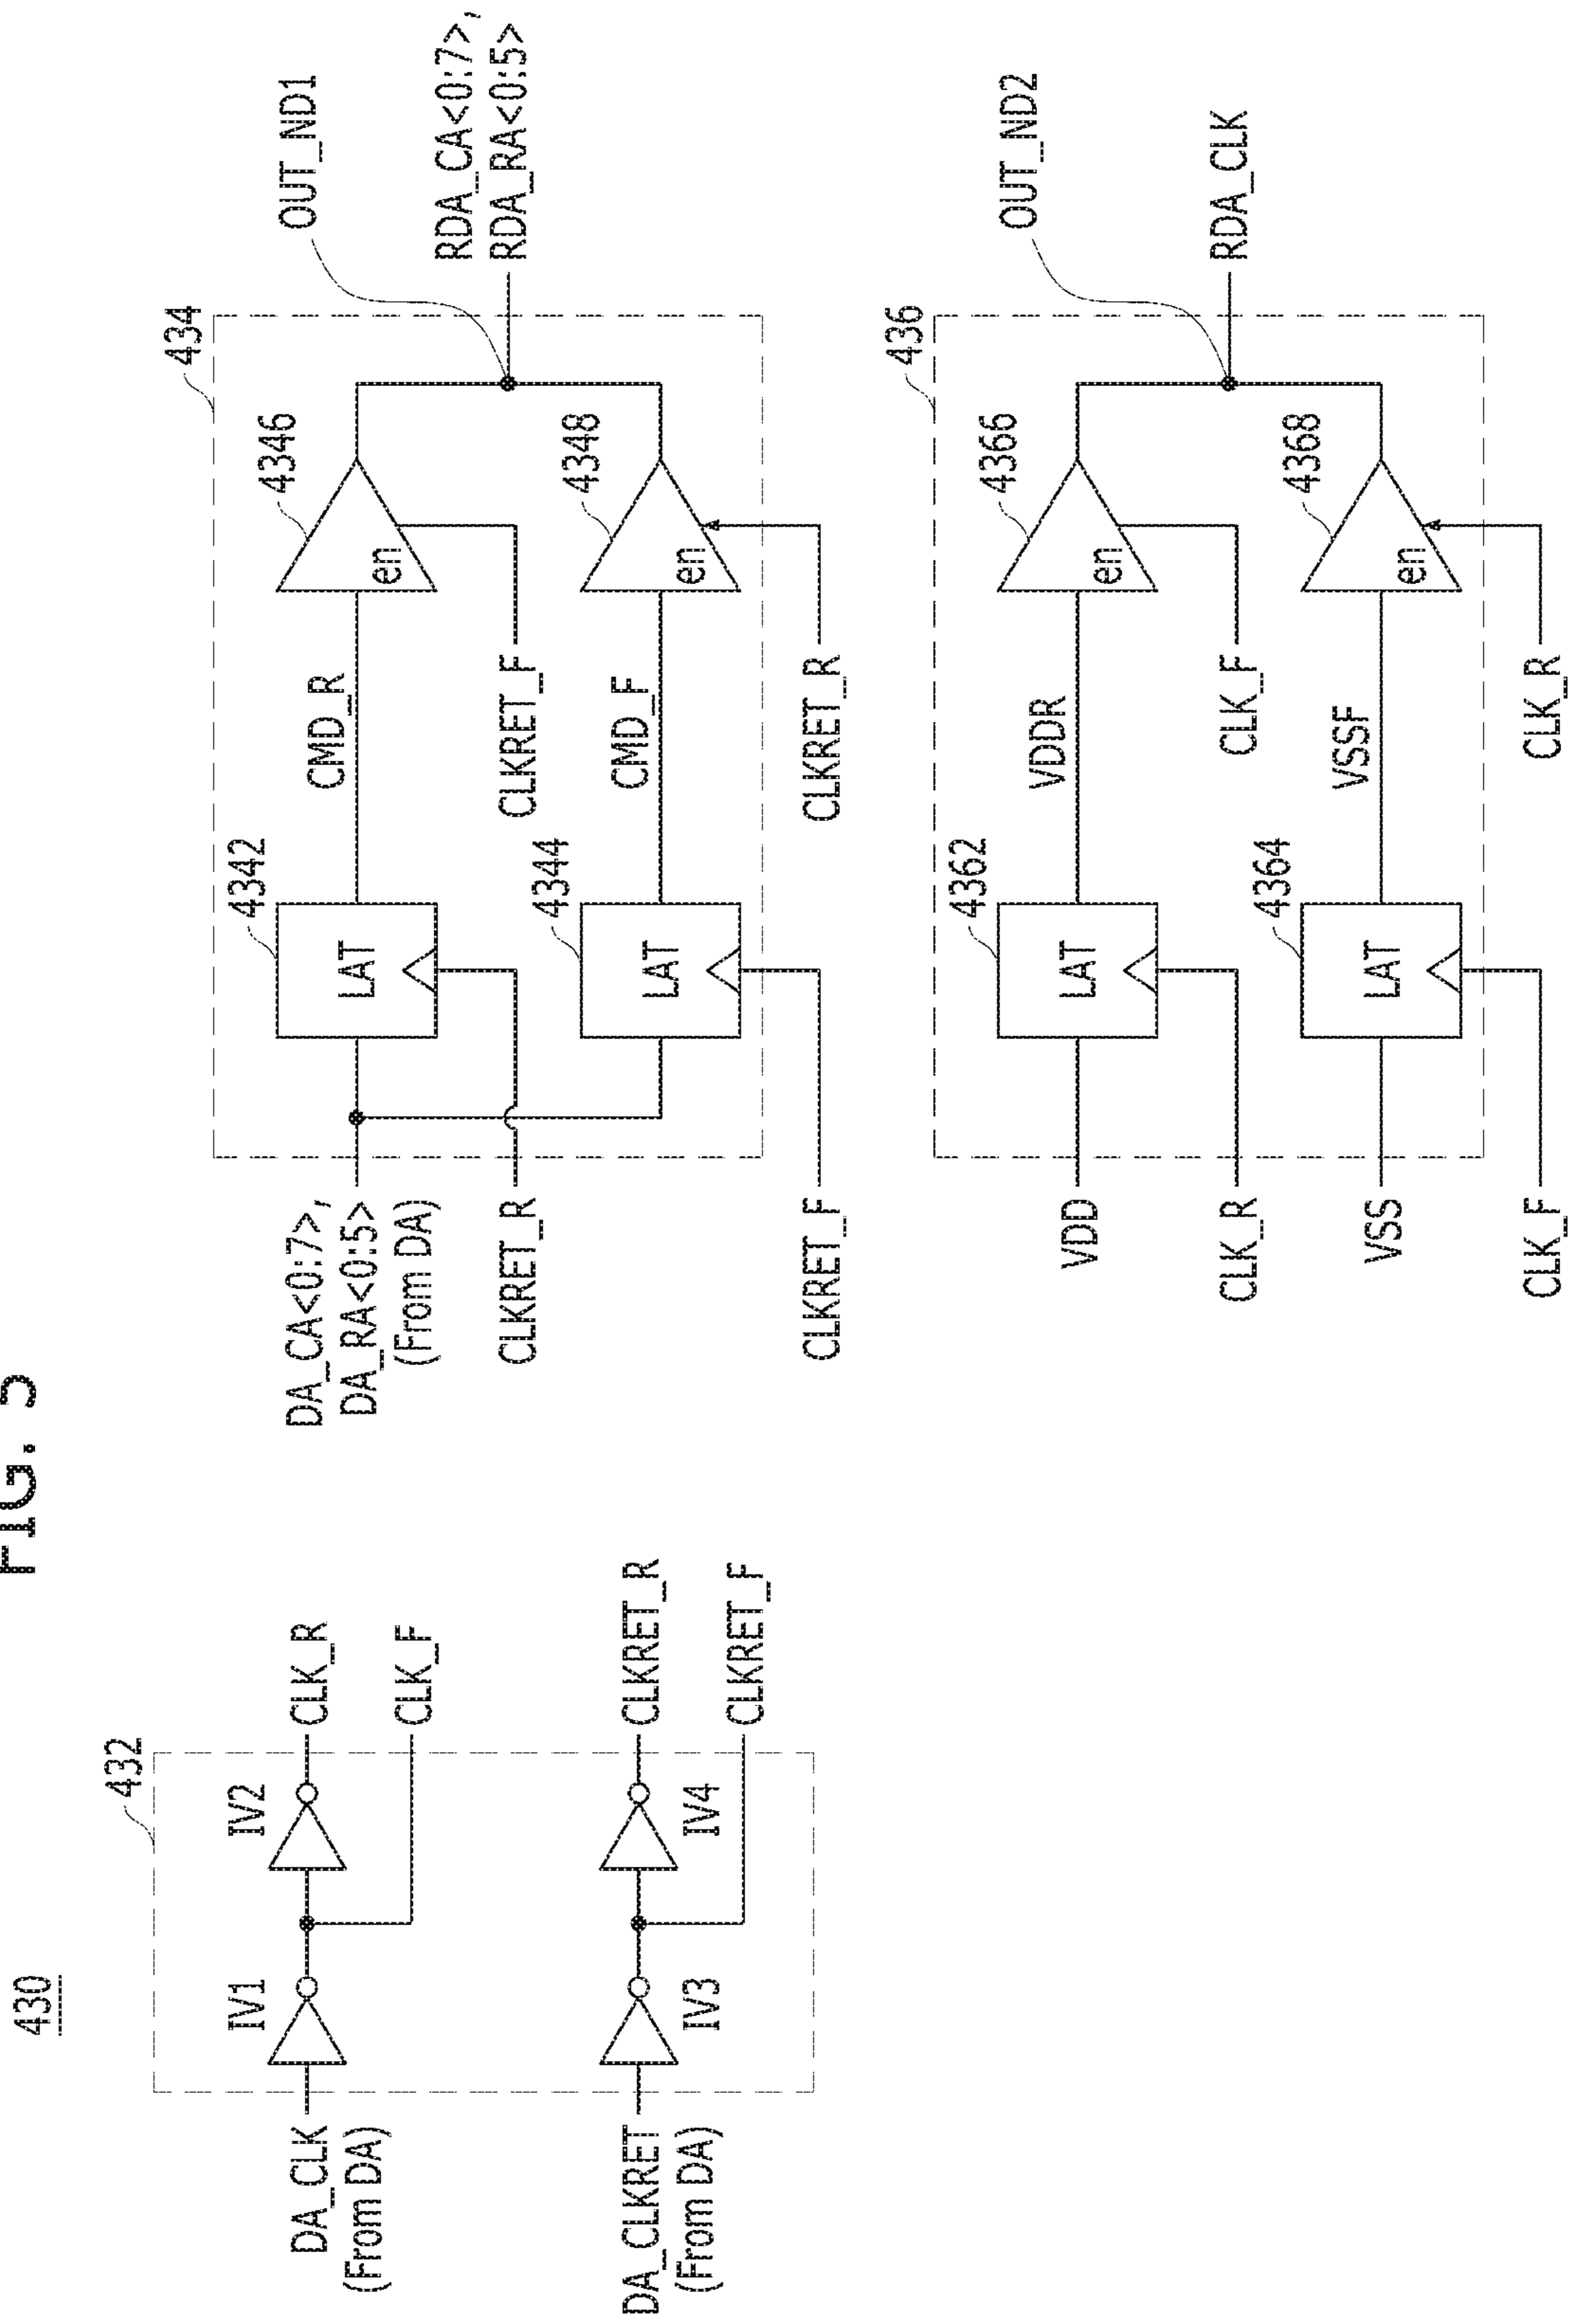 FIG. 5
430
432
DA_CLK
(From DA)
IV1
IV2
CLK_R
CLK_F
DA_CLKRET
(From DA)
IV3
IV4
CLKRET_R
CLKRET_F
434
DA_CA<0:7>,
DA_RA<0:5>
(From DA)
4342
LAT
CMD_R
4346
en
OUT_ND1
RDA_CA<0:7>,
RDA_RA<0:5>
CLKRET_R
CLKRET_F
4344
LAT
CMD_F
4348
en
CLKRET_F
CLKRET_R
436
VDD
4362
LAT
VDDR
4366
en
OUT_ND2
RDA_CLK
CLK_R
CLK_F
VSS
4364
LAT
VSSF
4368
en
CLK_F
CLK_R